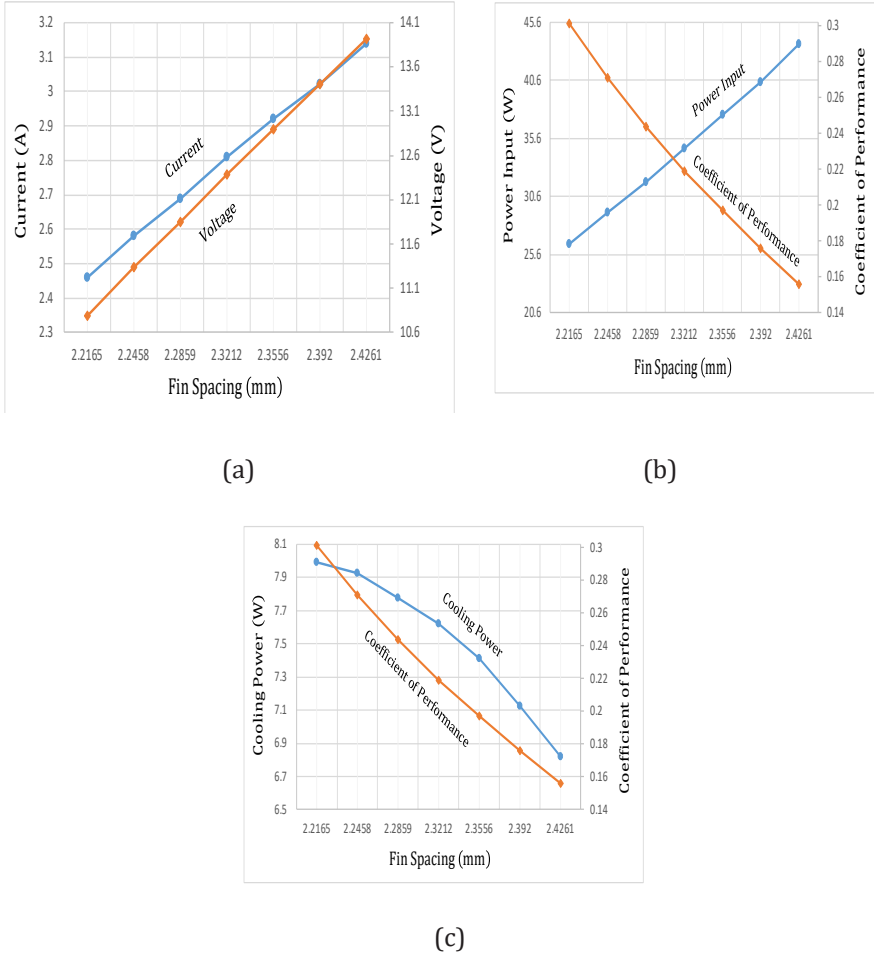 3.2
3.1
3
2.9
2.8
2.7
2.6
2.5
2.4
2.3
Current (A)
14.1
13.6
13.1
12.6
12.1
11.6
11.1
10.6
Voltage (V)
Current
Voltage
2.2165 2.2458 2.2859 2.3212 2.3556 2.392 2.4261
Fin Spacing (mm)
(a)
45.6
40.6
35.6
30.6
25.6
20.6
Power Input (W)
0.3
0.28
0.26
0.24
0.22
0.2
0.18
0.16
0.14
Coefficient of Performance
Power Input
Coefficient of Performance
2.2165 2.2458 2.2859 2.3212 2.3556 2.392 2.4261
Fin Spacing (mm)
(b)
8.1
7.9
7.7
7.5
7.3
7.1
6.9
6.7
6.5
Cooling Power (W)
0.3
0.28
0.26
0.24
0.22
0.2
0.18
0.16
0.14
Coefficient of Performance
Cooling Power
Coefficient of Performance
2.2165 2.2458 2.2859 2.3212 2.3556 2.392 2.4261
Fin Spacing (mm)
(c)